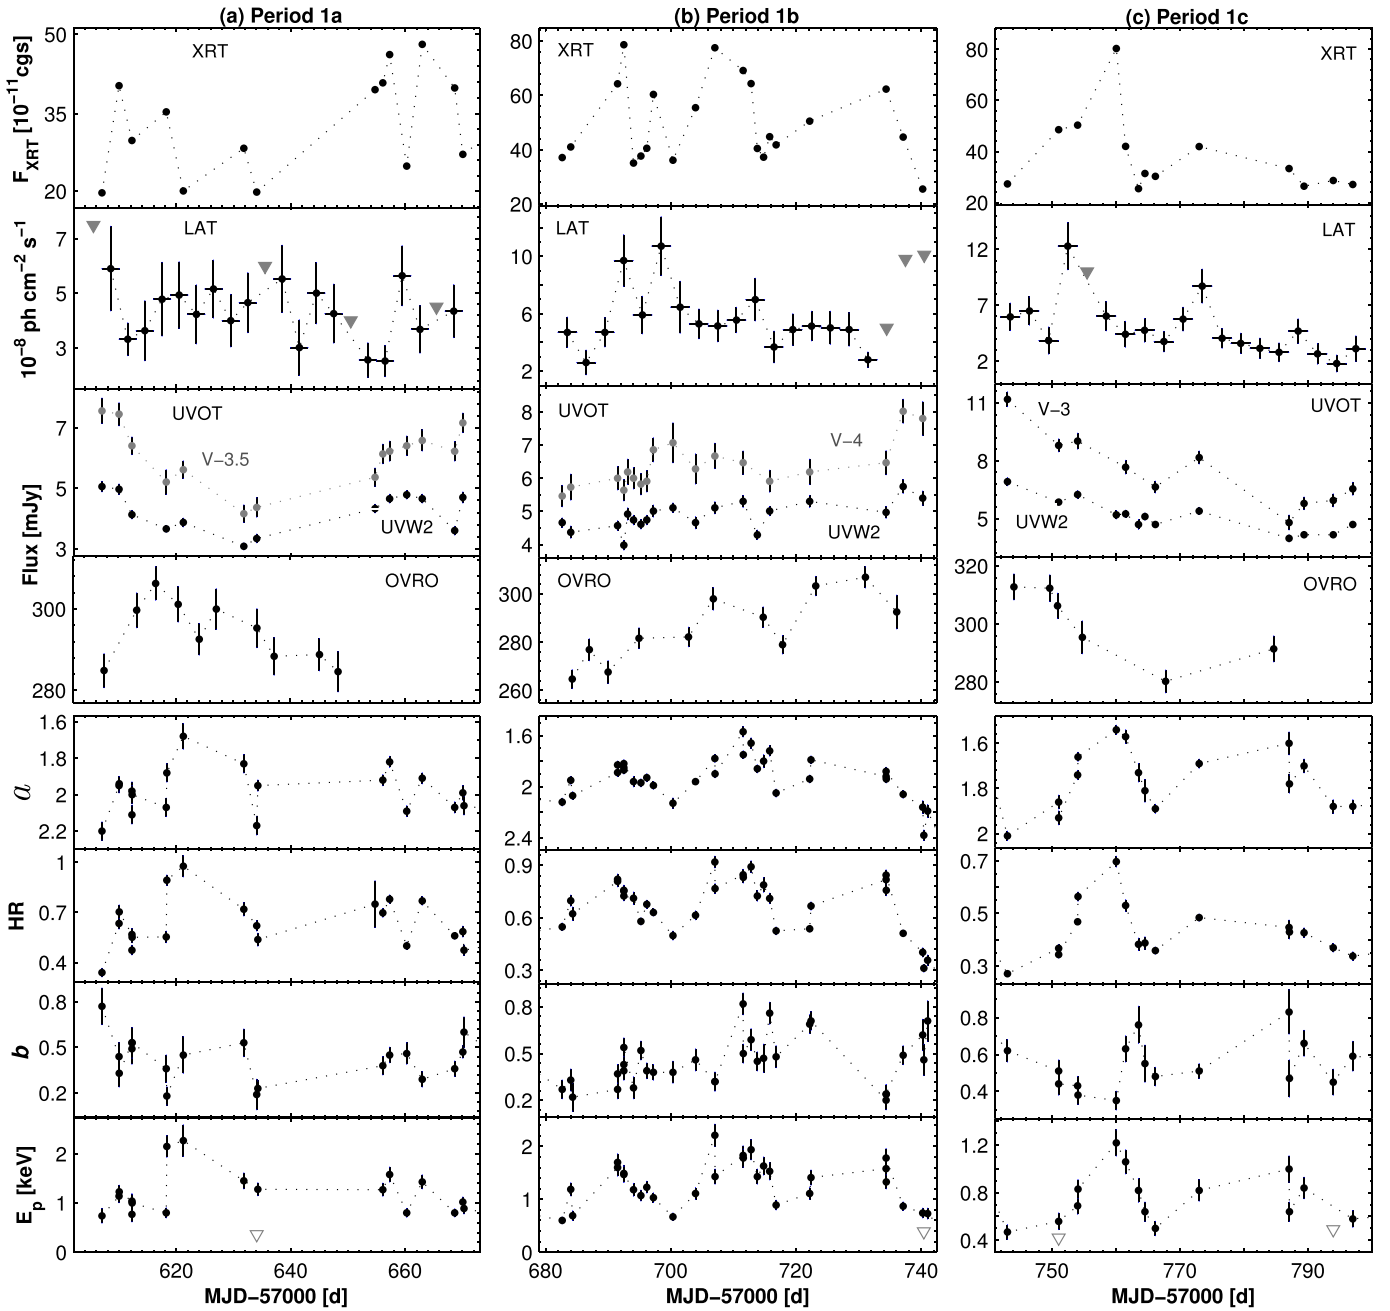 (a) Period 1a
(b) Period 1b
(c) Period 1c
F_XRT [10^−11 cgs]
50
35
20
XRT
80
60
40
20
XRT
80
60
40
20
XRT
10^−8 ph cm^−2 s^−1
7
5
3
LAT
10
6
2
LAT
12
7
2
LAT
Flux [mJy]
7
5
3
UVOT
V−3.5
UVW2
8
7
6
5
4
UVOT
V−4
UVW2
11
8
5
V−3
UVOT
UVW2
300
280
OVRO
300
280
260
OVRO
320
300
280
OVRO
a
1.6
1.8
2
2.2
1.6
2
2.4
1.6
1.8
2
HR
1
0.7
0.4
0.9
0.6
0.3
0.7
0.5
0.3
b
0.8
0.5
0.2
0.8
0.5
0.2
0.8
0.6
0.4
E_p [keV]
2
1
0
2
1
0
1.2
0.8
0.4
620
640
660
680
700
720
740
750
770
790
MJD−57000 [d]
MJD−57000 [d]
MJD−57000 [d]